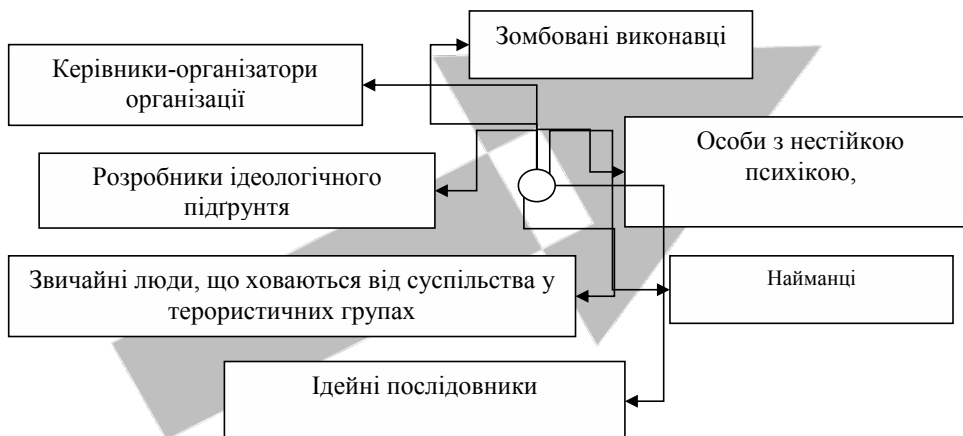 Зомбовані виконавці
Керівники-організатори
організації
Особи з нестійкою
психікою,
Розробники ідеологічного
підґрунтя
Звичайні люди, що ховаються від суспільства у
терористичних групах
Найманці
Ідейні послідовники